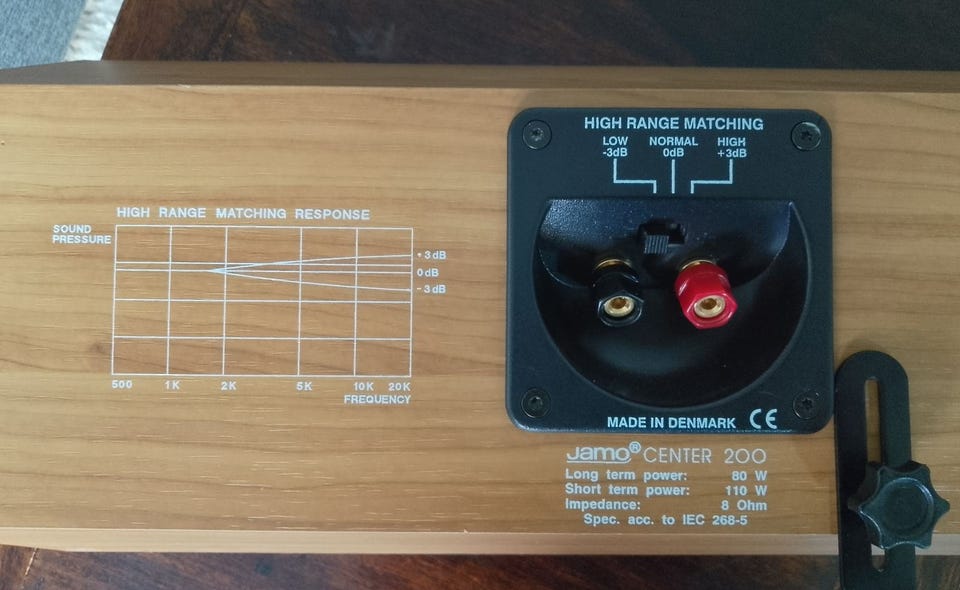 HIGH RANGE MATCHING
LOW NORMAL HIGH
-3dB 0dB +3dB
HIGH RANGE MATCHING RESPONSE
SOUND
PRESSURE
+3dB
0dB
-3dB
500 1K 2K 5K 10K 20K
FREQUENCY
MADE IN DENMARK CE
Jamo® CENTER 200
Long term power: 80 W
Short term power: 110 W
Impedance: 8 Ohm
Spec. acc. to IEC 268-5